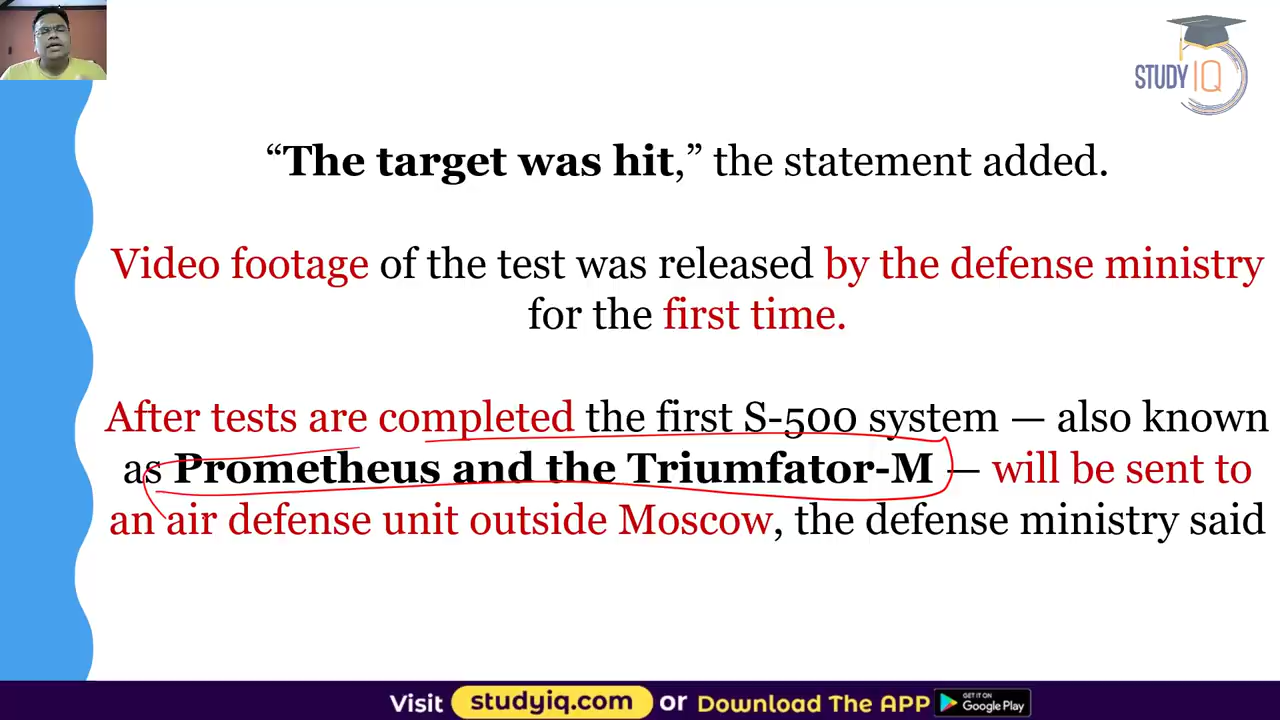 STUDY IQ
“The target was hit,” the statement added.
Video footage of the test was released by the defense ministry
for the first time.
After tests are completed the first S-500 system — also known
as Prometheus and the Triumfator-M — will be sent to
an air defense unit outside Moscow, the defense ministry said
Visit studyiq.com or Download The APP GET IT ON Google Play